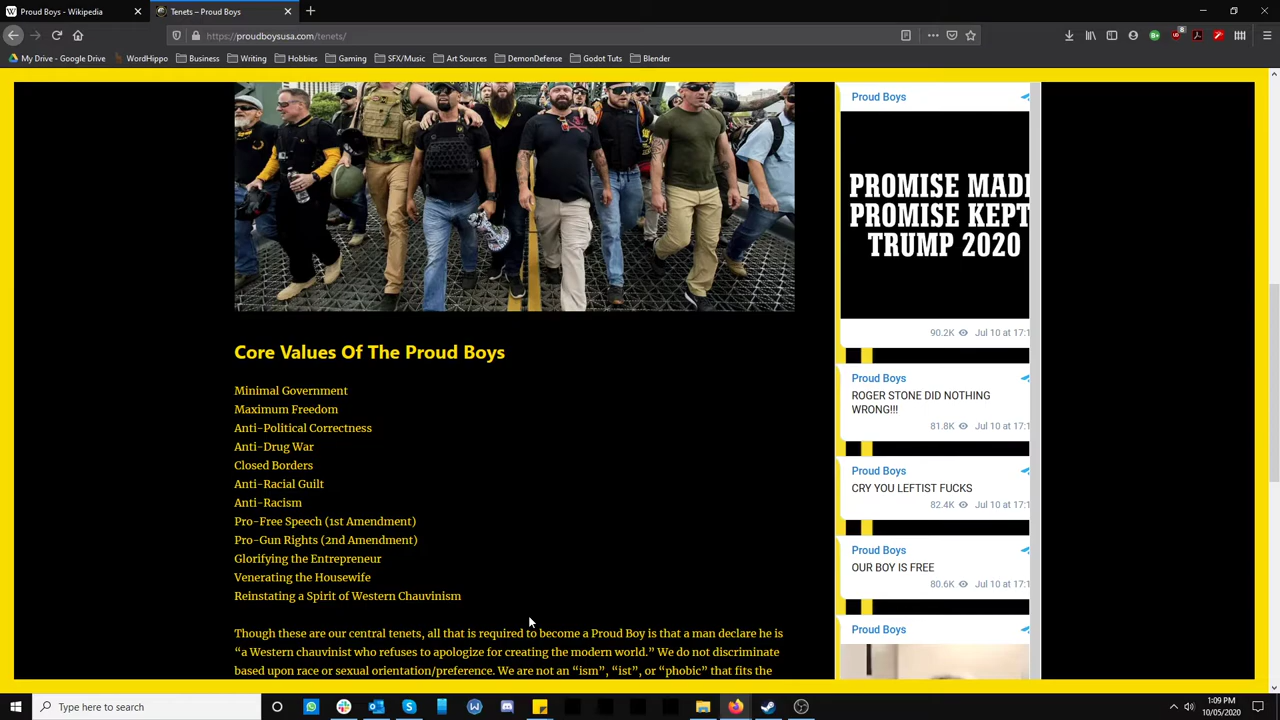 Proud Boys - Wikipedia
Tenets – Proud Boys
https://proudboysusa.com/tenets/
My Drive - Google Drive
WordHippo
Business
Writing
Hobbies
Gaming
SFX/Music
Art Sources
DemonDefense
Godot Tuts
Blender
Core Values Of The Proud Boys
Minimal Government
Maximum Freedom
Anti-Political Correctness
Anti-Drug War
Closed Borders
Anti-Racial Guilt
Anti-Racism
Pro-Free Speech (1st Amendment)
Pro-Gun Rights (2nd Amendment)
Glorifying the Entrepreneur
Venerating the Housewife
Reinstating a Spirit of Western Chauvinism
Though these are our central tenets, all that is required to become a Proud Boy is that a man declare he is
“a Western chauvinist who refuses to apologize for creating the modern world.” We do not discriminate
based upon race or sexual orientation/preference. We are not an “ism”, “ist”, or “phobic” that fits the
Proud Boys
PROMISE MADE
PROMISE KEPT
TRUMP 2020
90.2K Jul 10 at 17:1
Proud Boys
ROGER STONE DID NOTHING
WRONG!!!
81.8K Jul 10 at 17:1
Proud Boys
CRY YOU LEFTIST FUCKS
82.4K Jul 10 at 17:1
Proud Boys
OUR BOY IS FREE
80.6K Jul 10 at 17:1
Proud Boys
Type here to search
1:09 PM
10/05/2020